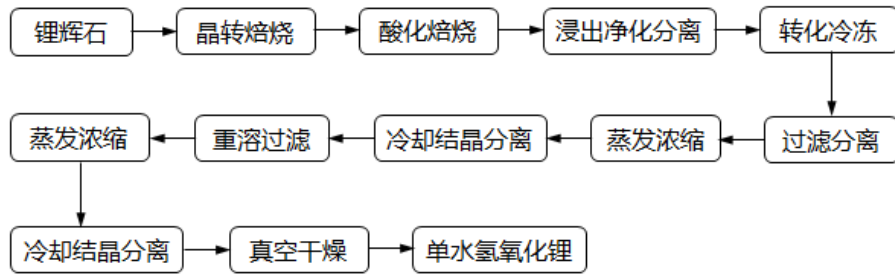 锂辉石
晶转焙烧
酸化焙烧
浸出净化分离
转化冷冻
过滤分离
蒸发浓缩
冷却结晶分离
重溶过滤
蒸发浓缩
冷却结晶分离
真空干燥
单水氢氧化锂